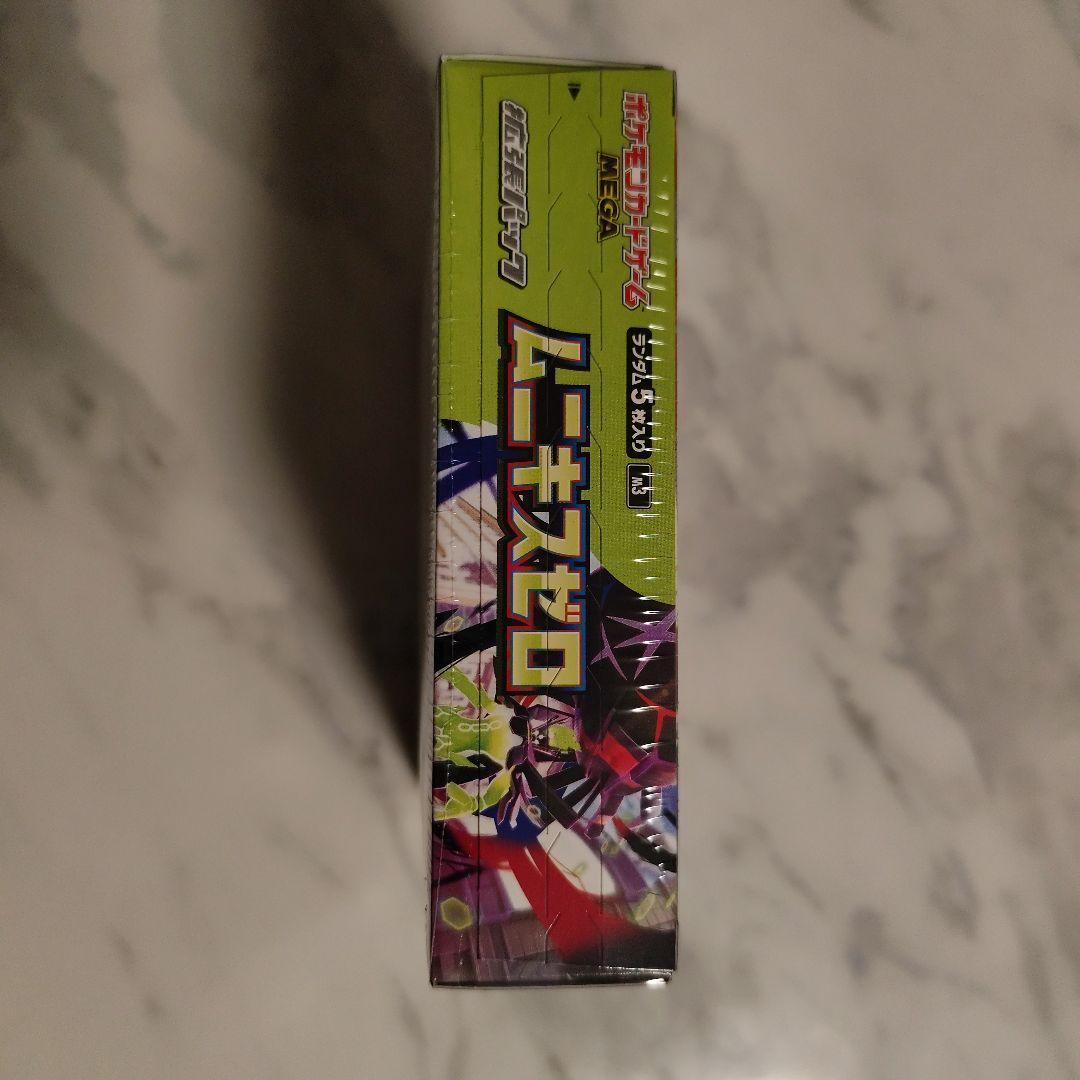 ポケモンカードゲーム
MEGA
拡張パック
ランダム5枚入り
M3
ムニキスゼロ